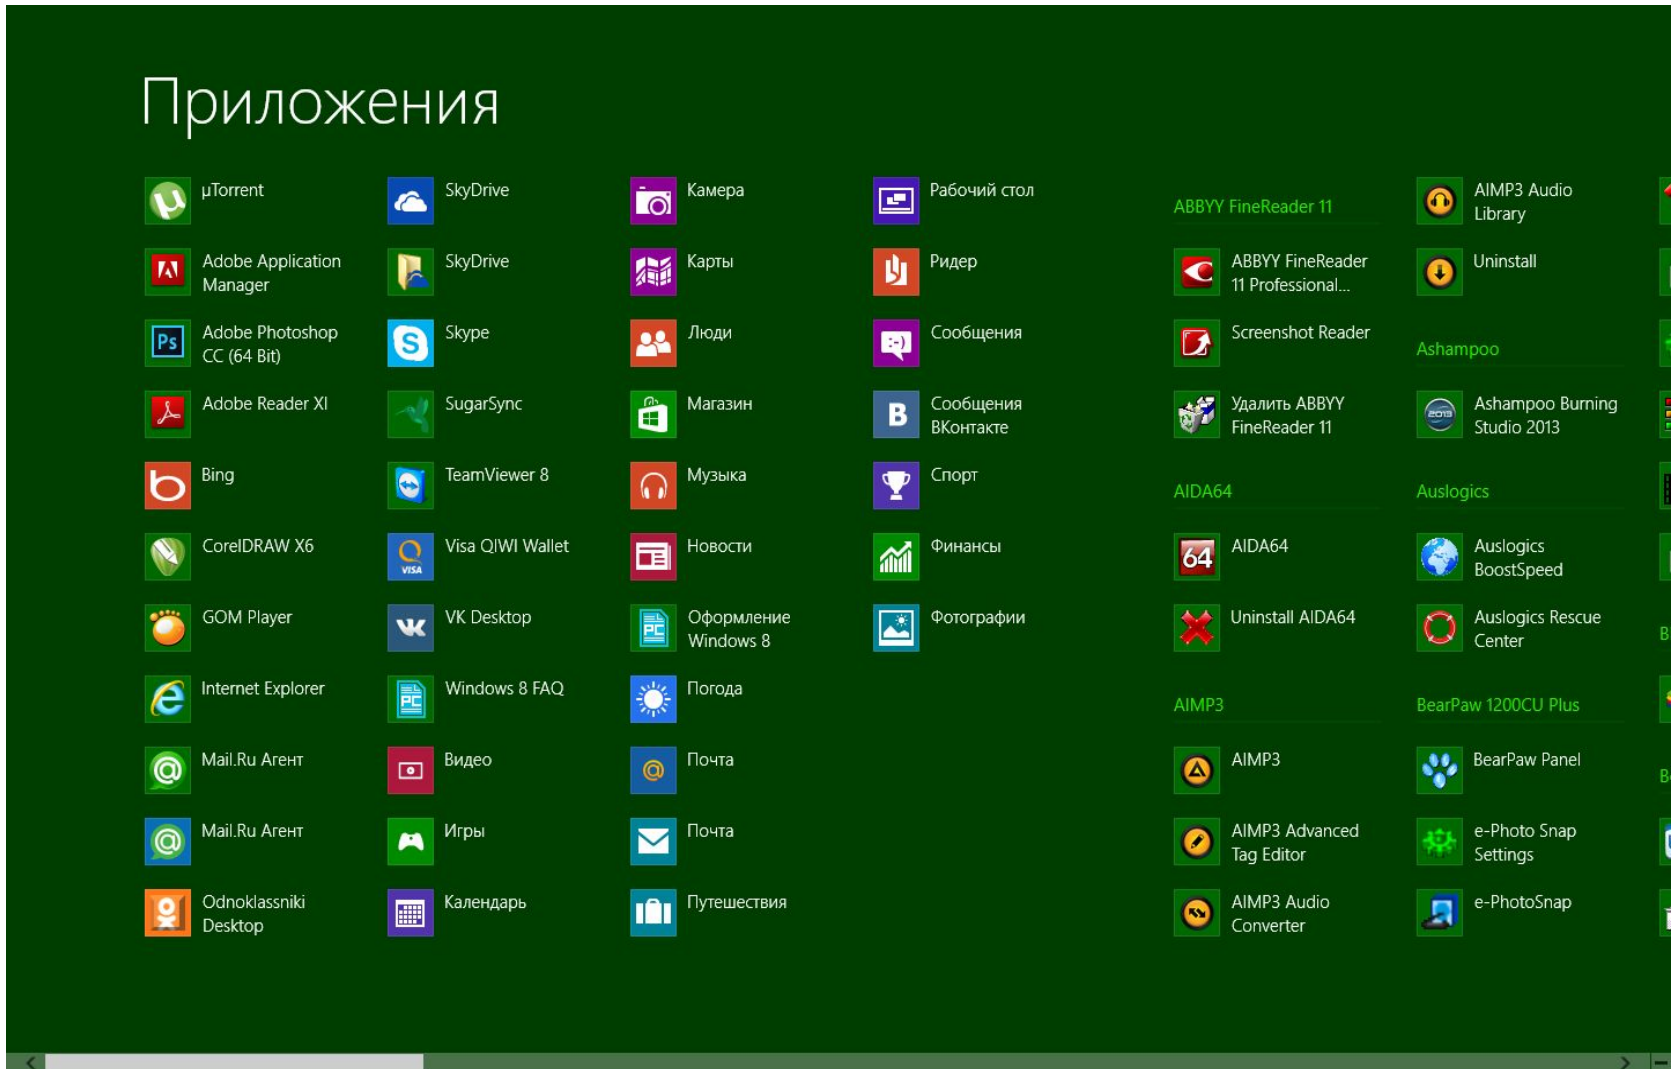 Приложения
µTorrent
Adobe Application
Manager
Adobe Photoshop
CC (64 Bit)
Adobe Reader XI
Bing
CorelDRAW X6
GOM Player
Internet Explorer
Mail.Ru Агент
Mail.Ru Агент
Odnoklassniki
Desktop
SkyDrive
SkyDrive
Skype
SugarSync
TeamViewer 8
Visa QIWI Wallet
VK Desktop
Windows 8 FAQ
Видео
Игры
Календарь
Камера
Карты
Люди
Магазин
Музыка
Новости
Оформление
Windows 8
Погода
Почта
Почта
Путешествия
Рабочий стол
Ридер
Сообщения
Сообщения
ВКонтакте
Спорт
Финансы
Фотографии
ABBYY FineReader 11
ABBYY FineReader
11 Professional...
Screenshot Reader
Удалить ABBYY
FineReader 11
AIDA64
64
AIDA64
Uninstall AIDA64
AIMP3
AIMP3
AIMP3 Advanced
Tag Editor
AIMP3 Audio
Converter
AIMP3 Audio
Library
Uninstall
Ashampoo
2013
Ashampoo Burning
Studio 2013
Auslogics
Auslogics
BoostSpeed
Auslogics Rescue
Center
BearPaw 1200CU Plus
BearPaw Panel
e-Photo Snap
Settings
e-PhotoSnap